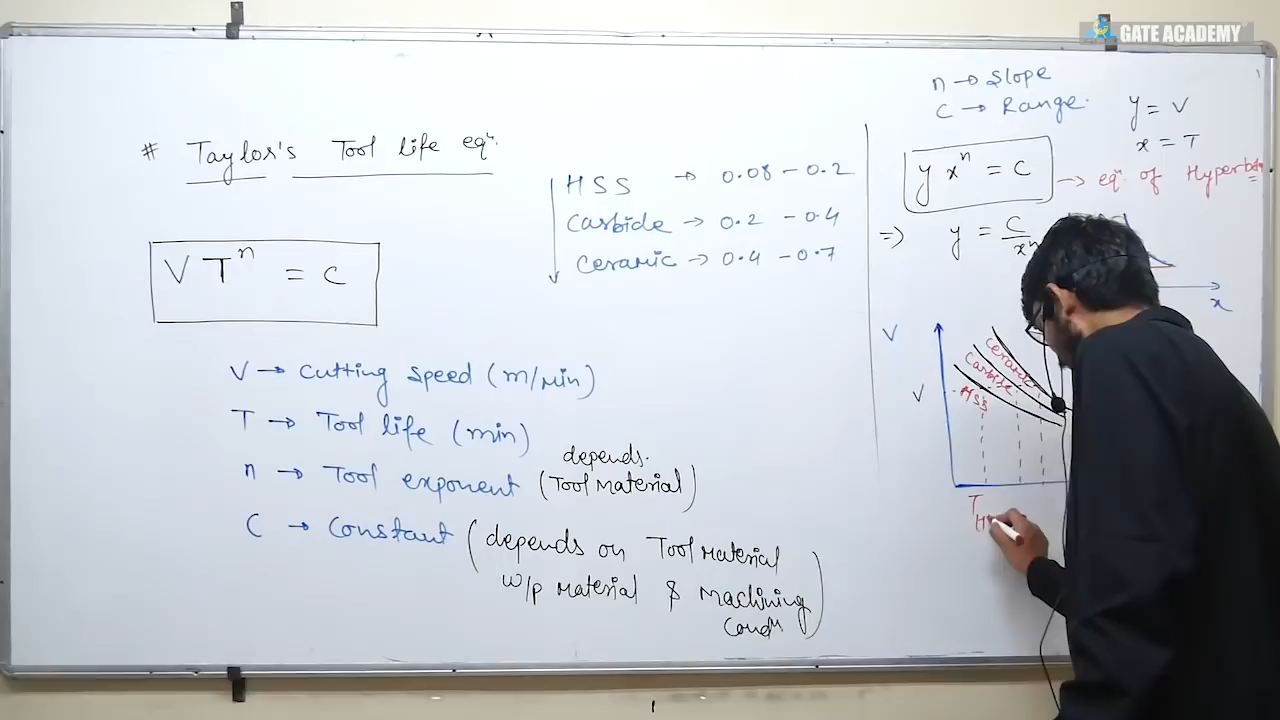 GATE ACADEMY
# Taylor's Tool life eqⁿ.
V Tⁿ = C
V → Cutting speed (m/min)
T → Tool life (min)
n → Tool exponent (depends. Tool Material)
C → Constant (depends on Tool Material
w/p material & Machining
condⁿ)
HSS → 0.08 - 0.2
Carbide → 0.2 - 0.4
Ceramic → 0.4 - 0.7
n → Slope
C → Range.
y = V
x = T
y xⁿ = C → eqⁿ. of Hyperbola
⇒ y = C/xⁿ
x
V
Ceramic
Carbide
V
HSS
T